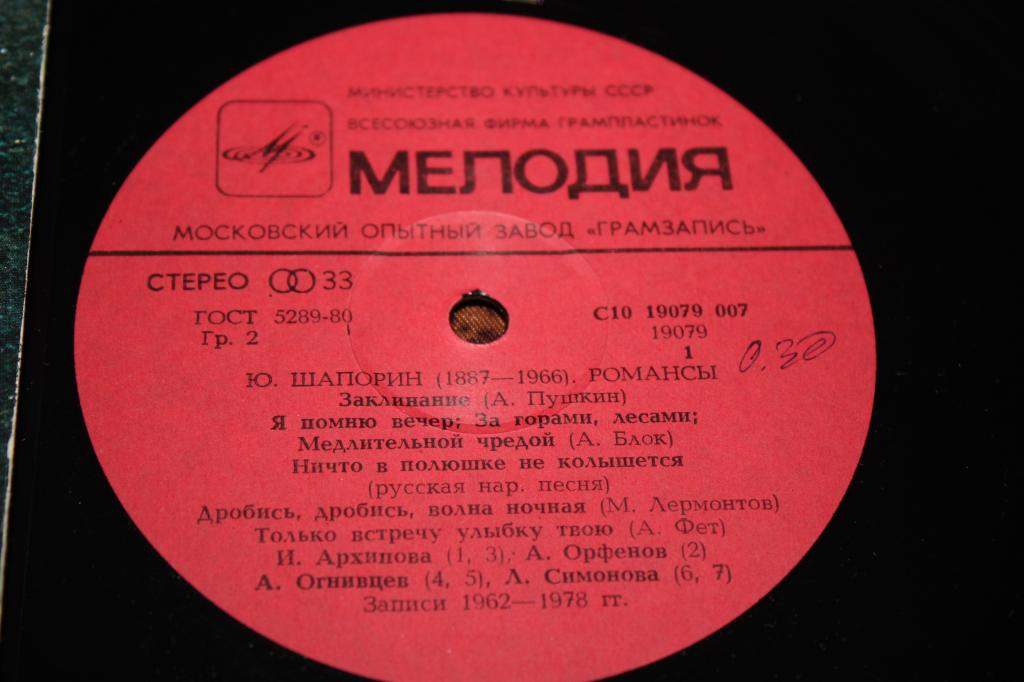 МИНИСТЕРСТВО КУЛЬТУРЫ СССР
ВСЕСОЮЗНАЯ ФИРМА ГРАМПЛАСТИНОК
МЕЛОДИЯ
МОСКОВСКИЙ ОПЫТНЫЙ ЗАВОД «ГРАМЗАПИСЬ»
СТЕРЕО 33
ГОСТ 5289-80
Гр. 2
С10 19079 007
19079
1
0.30
Ю. ШАПОРИН (1887—1966). РОМАНСЫ
Заклинание (А. Пушкин)
Я помню вечер; За горами, лесами;
Медлительной чредой (А. Блок)
Ничто в полюшке не колышется
(русская нар. песня)
Дробись, дробись, волна ночная (М. Лермонтов)
Только встречу улыбку твою (А. Фет)
И. Архипова (1, 3), А. Орфенов (2)
А. Огнивцев (4, 5), Л. Симонова (6, 7)
Записи 1962—1978 гг.